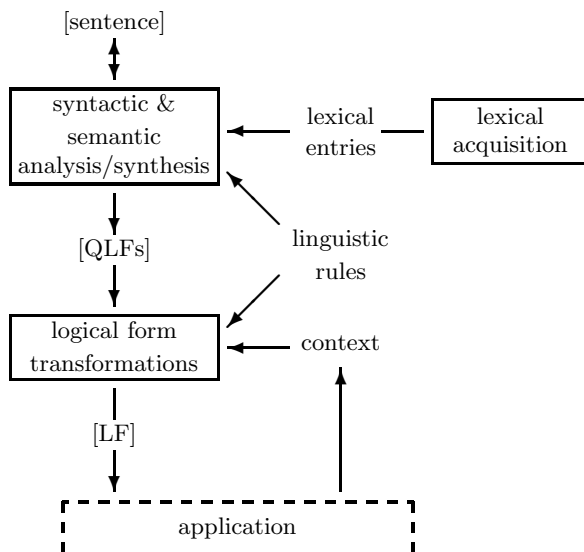 [sentence]
syntactic &
semantic
analysis/synthesis
lexical
entries
lexical
acquisition
[QLFs]
linguistic
rules
logical form
transformations
context
[LF]
application